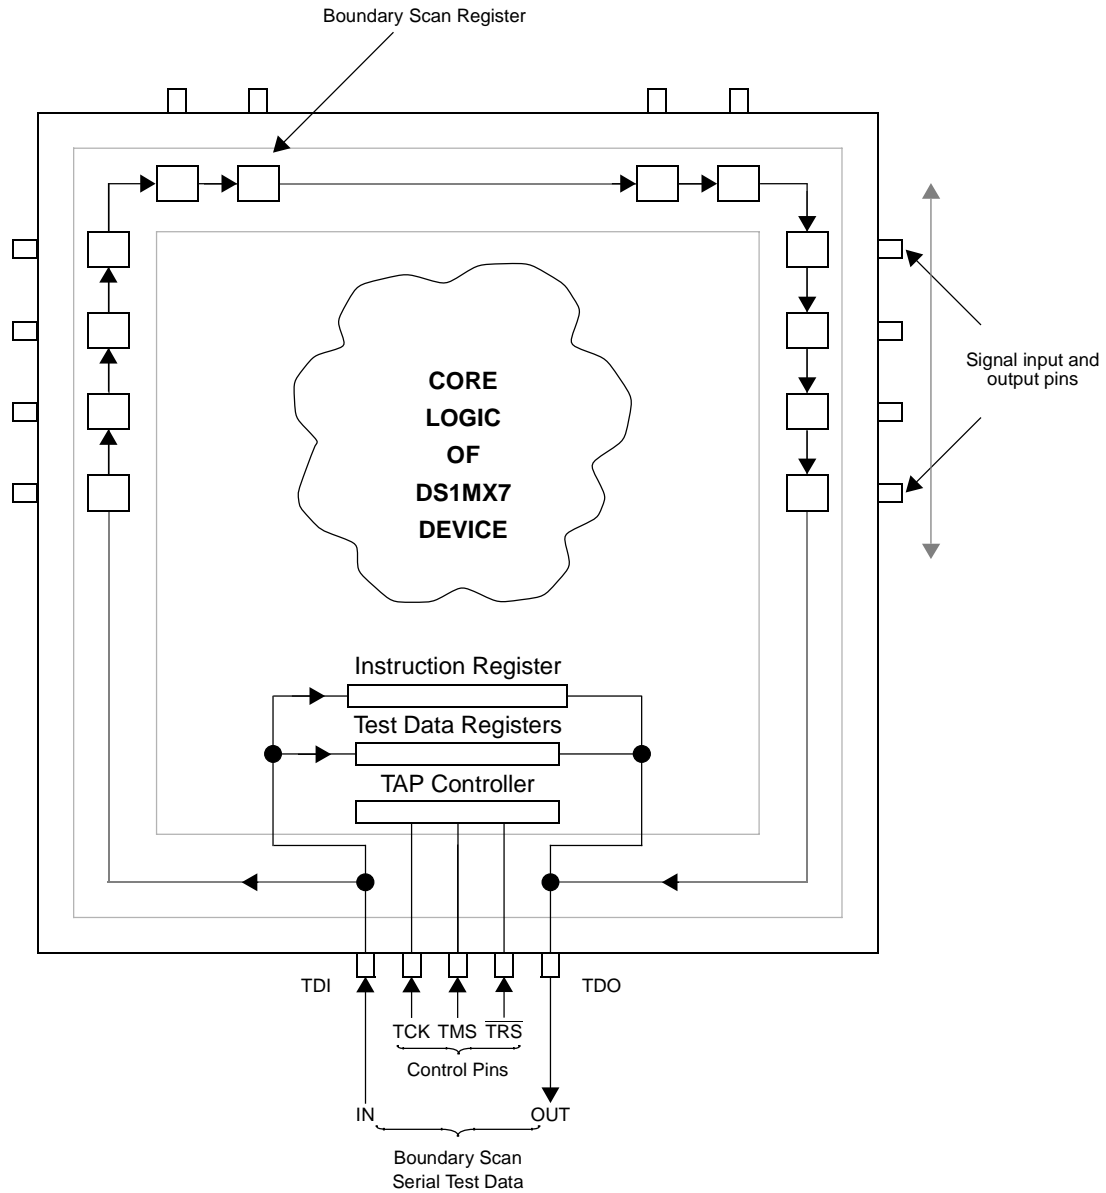 Boundary Scan Register
Signal input and
output pins
CORE
LOGIC
OF
DS1MX7
DEVICE
Instruction Register
Test Data Registers
TAP Controller
TDI
TDO
TCK TMS TRS
Control Pins
IN
OUT
Boundary Scan
Serial Test Data